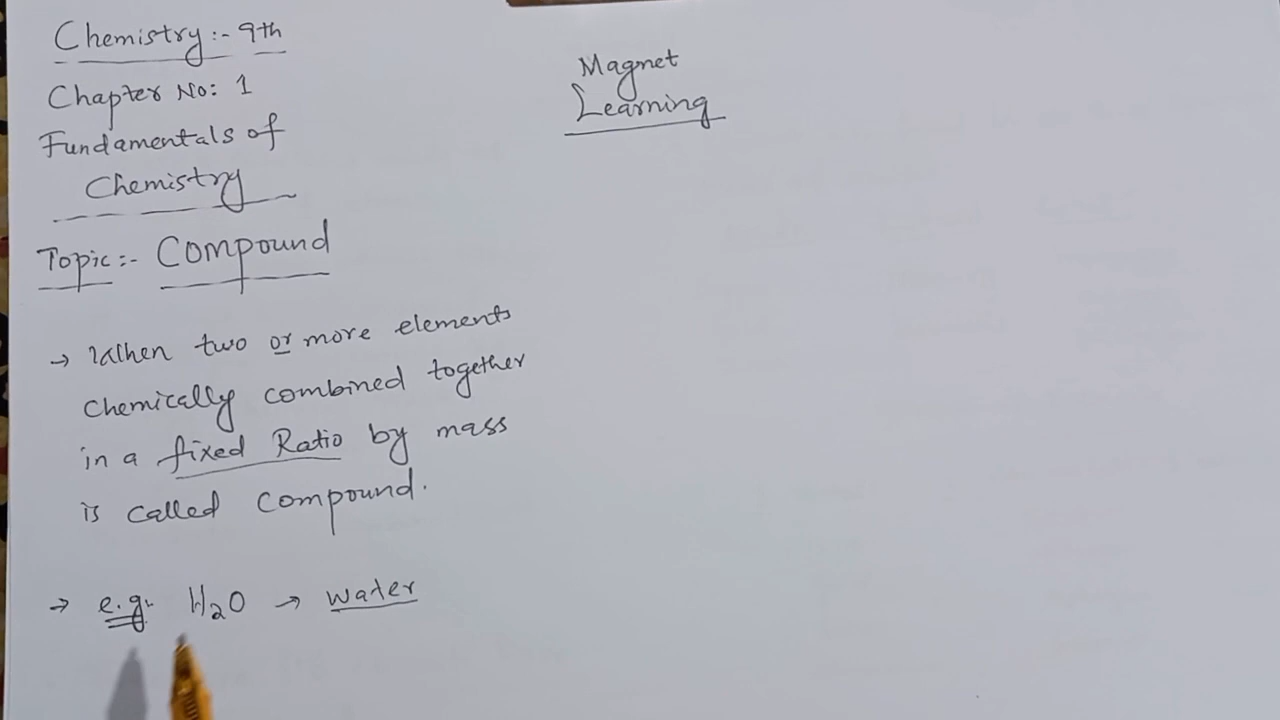 Chemistry:- 9th
Chapter No: 1
Fundamentals of
Chemistry
Topic:- Compound
Magnet
Learning
→ When two or more elements
chemically combined together
in a fixed Ratio by mass
is called compound.
→ e.g:- H₂O → water